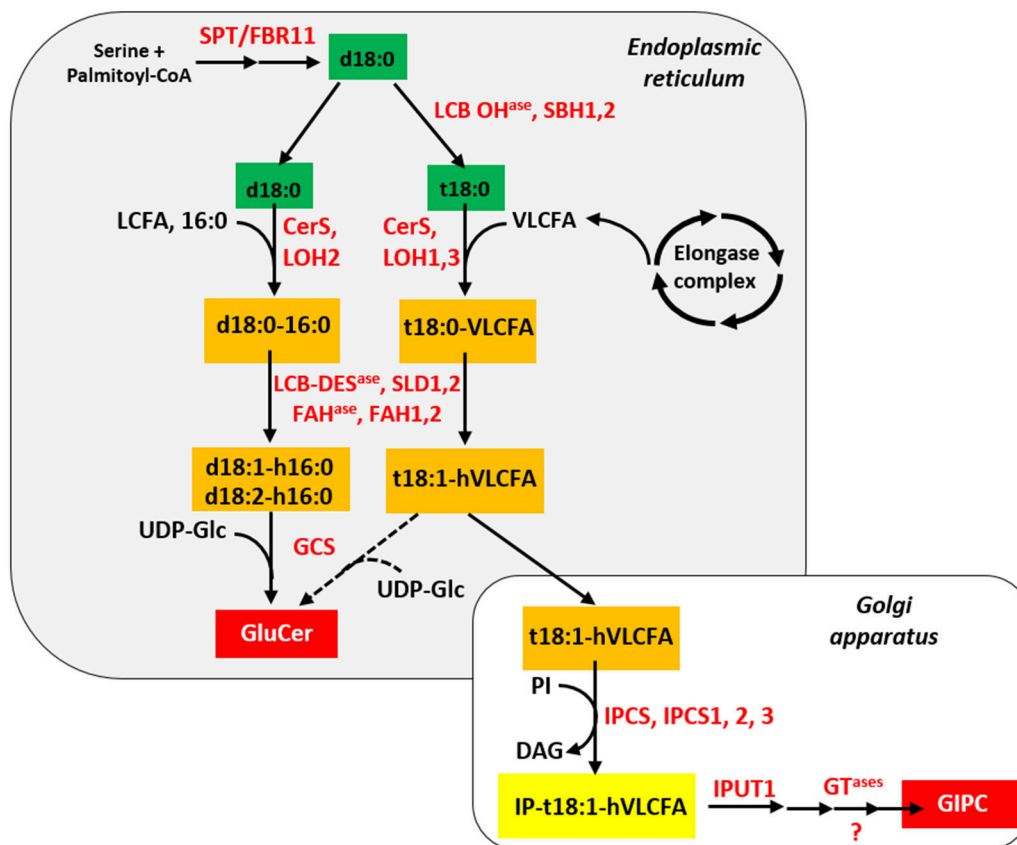 SPT/FBR11
Serine +
Palmitoyl-CoA
d18:0
Endoplasmic
reticulum
LCB OHase, SBH1,2
d18:0
t18:0
LCFA, 16:0
CerS,
LOH2
CerS,
LOH1,3
VLCFA
Elongase
complex
d18:0-16:0
t18:0-VLCFA
LCB-DESase, SLD1,2
FAHase, FAH1,2
d18:1-h16:0
d18:2-h16:0
t18:1-hVLCFA
UDP-Glc
GCS
UDP-Glc
GluCer
Golgi
apparatus
t18:1-hVLCFA
PI
IPCS, IPCS1, 2, 3
DAG
IP-t18:1-hVLCFA
IPUT1
GTases
?
GIPC